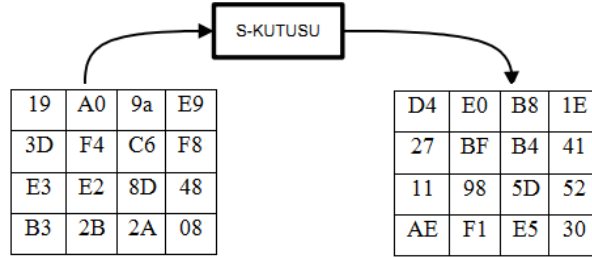 S-KUTUSU
19 A0 9a E9
3D F4 C6 F8
E3 E2 8D 48
B3 2B 2A 08
D4 E0 B8 1E
27 BF B4 41
11 98 5D 52
AE F1 E5 30